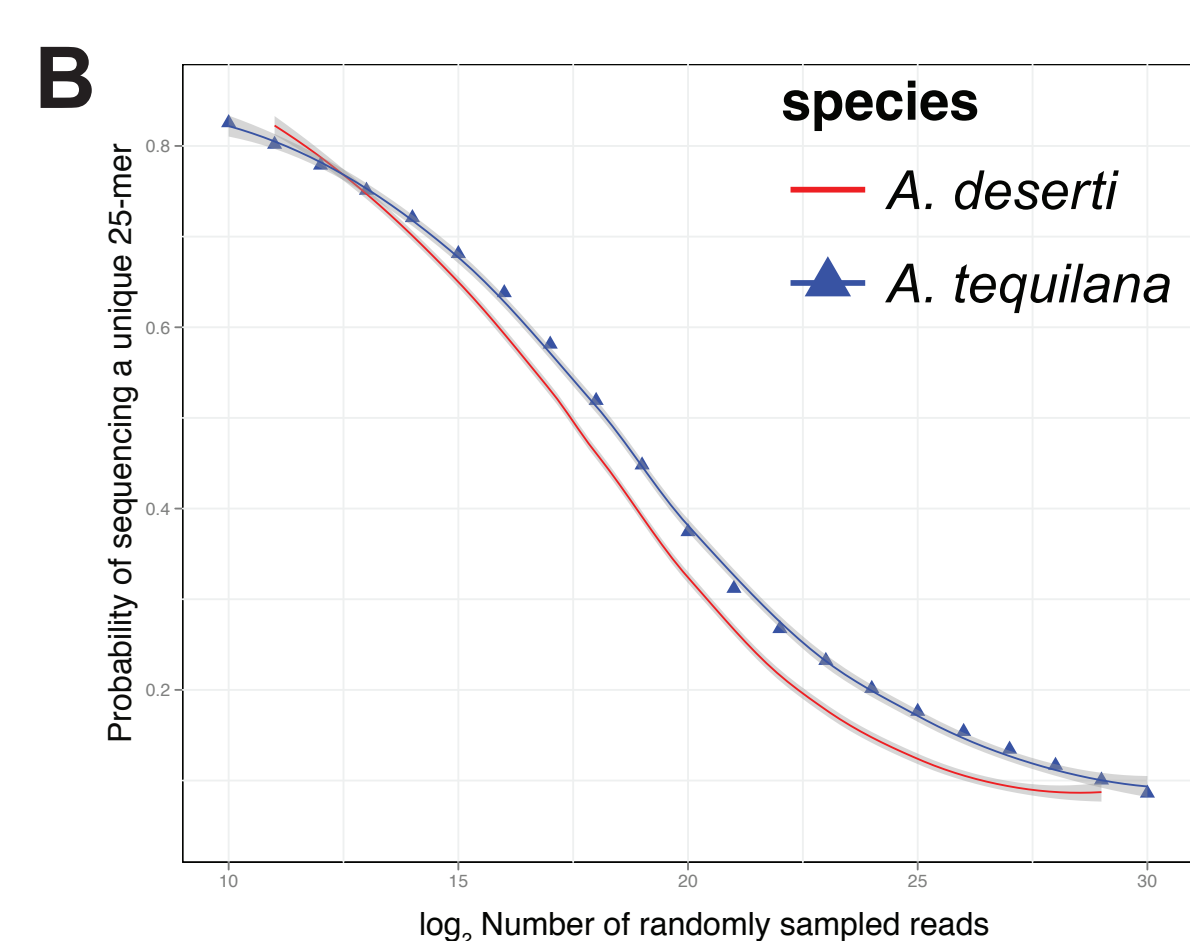 B
species
A. deserti
A. tequilana
Probability of sequencing a unique 25-mer
0.8
0.6
0.4
0.2
10 15 20 25 30
log₂ Number of randomly sampled reads